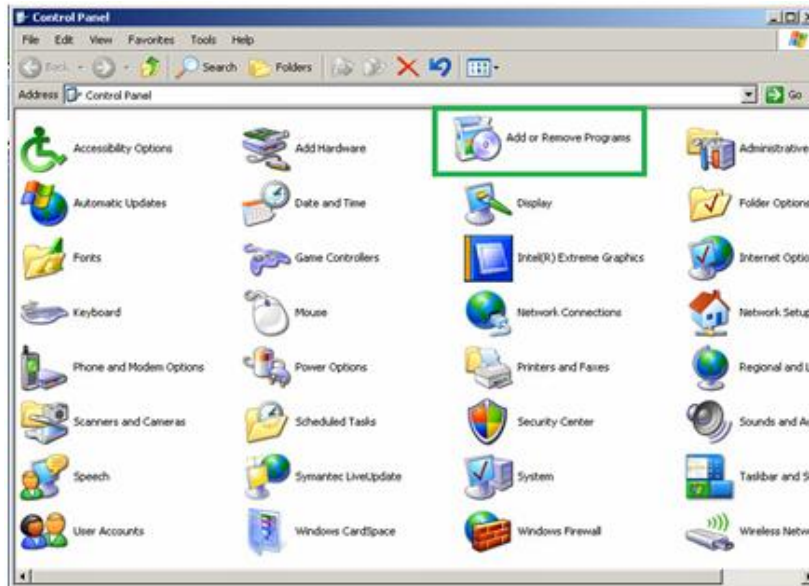 Control Panel
File Edit View Favorites Tools Help
Back Search Folders
Address Control Panel Go
Accessibility Options Add Hardware Add or Remove Programs Administrative
Automatic Updates Date and Time Display Folder Options
Fonts Game Controllers Intel(R) Extreme Graphics Internet Optio
Keyboard Mouse Network Connections Network Setup
Phone and Modem Options Power Options Printers and Faxes Regional and L
Scanners and Cameras Scheduled Tasks Security Center Sounds and Au
Speech Symantec LiveUpdate System Taskbar and S
User Accounts Windows CardSpace Windows Firewall Wireless Netw